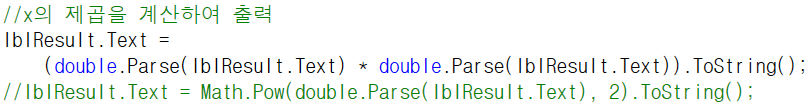 //x의 제곱을 계산하여 출력
lblResult.Text =
(double.Parse(lblResult.Text) * double.Parse(lblResult.Text)).ToString();
//lblResult.Text = Math.Pow(double.Parse(lblResult.Text), 2).ToString();